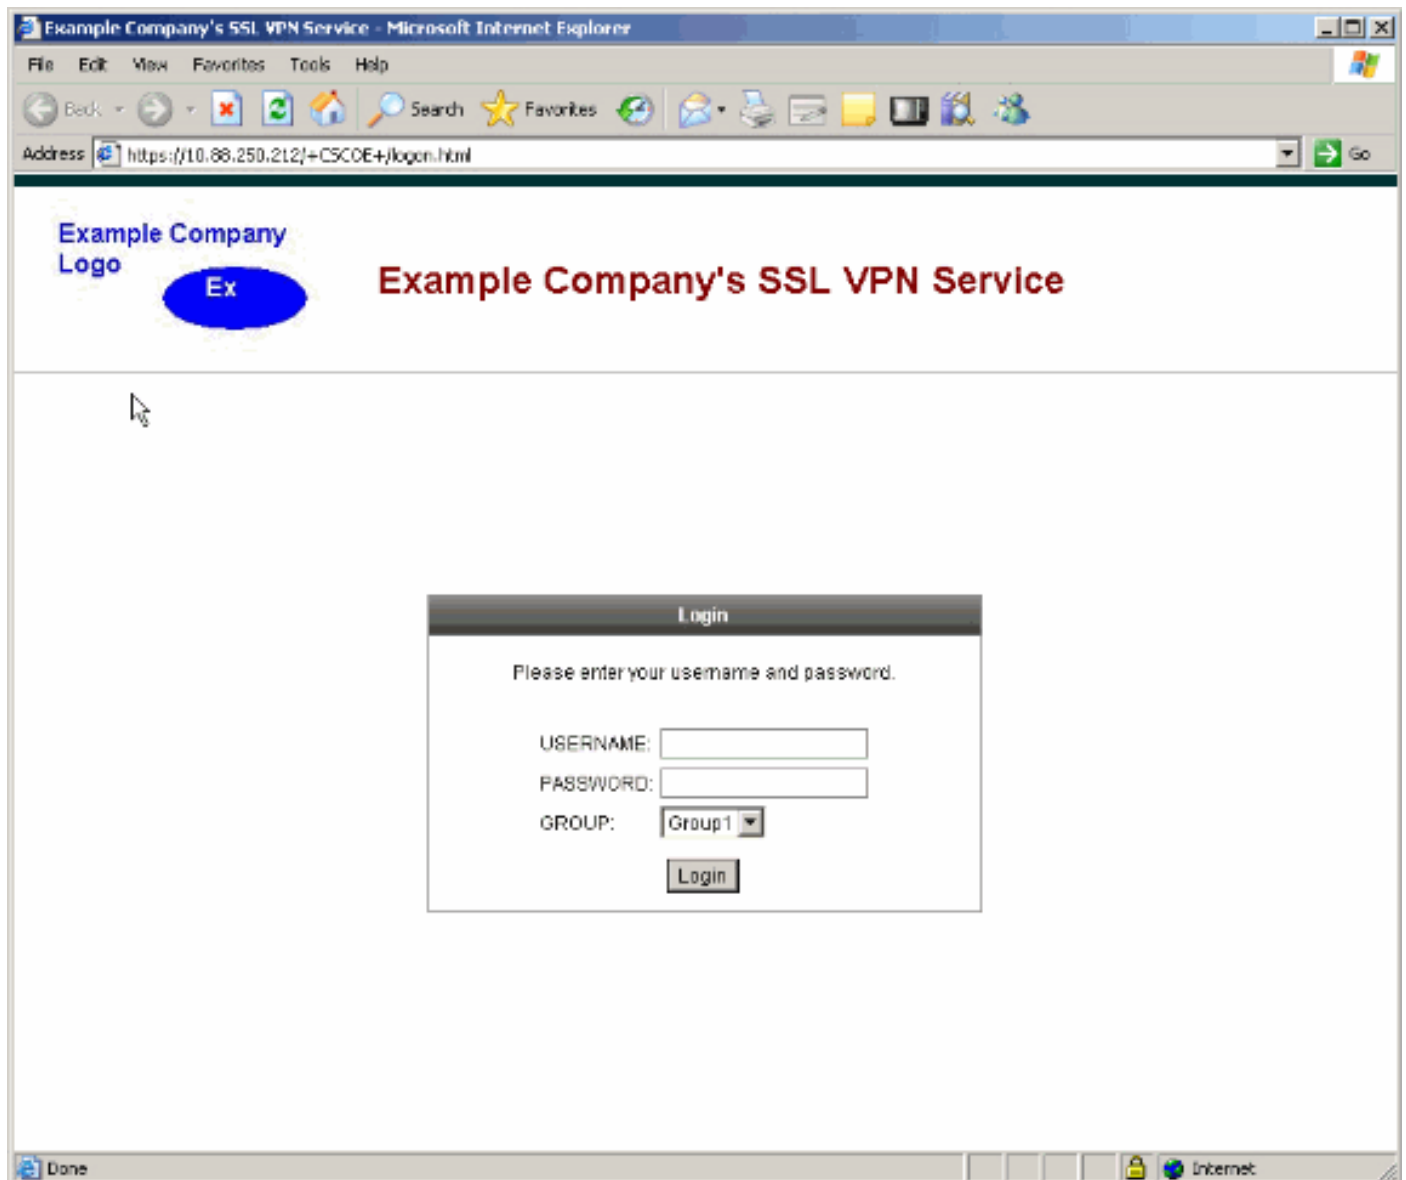 Example Company's SSL VPN Service - Microsoft Internet Explorer
File Edit View Favorites Tools Help
Back Search Favorites
Address https://10.88.250.212/+CSCOE+/logon.html Go
Example Company
Logo
Ex
Example Company's SSL VPN Service
Login
Please enter your username and password.
USERNAME:
PASSWORD:
GROUP: Group1
Login
Done Internet